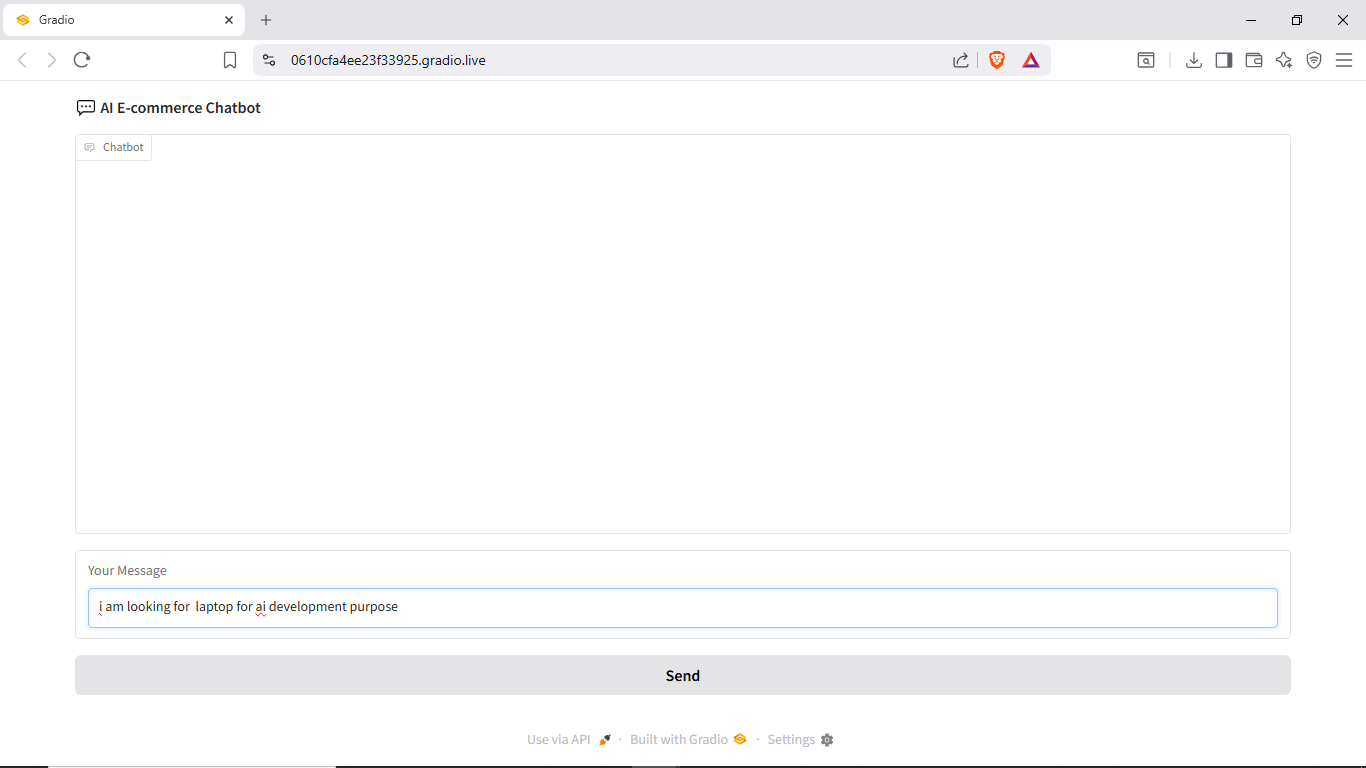 Gradio
0610cfa4ee23f33925.gradio.live
AI E-commerce Chatbot
Chatbot
Your Message
i am looking for  laptop for ai development purpose
Send
Use via API · Built with Gradio · Settings